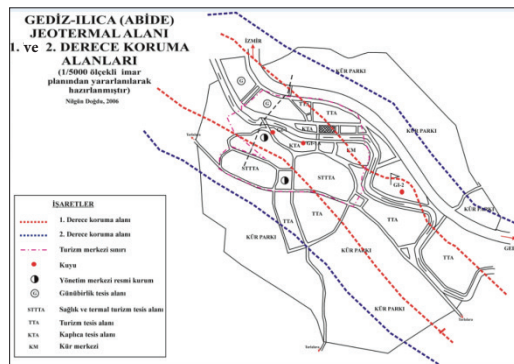 GEDİZ-ILICA (ABİDE)
JEOTERMAL ALANI
1. ve 2. DERECE KORUMA
ALANLARI
(1/5000 ölçekli imar
planından yararlanılarak
hazırlanmıştır)
Nilgün Doğdu, 2006
İŞARETLER
1. Derece koruma alanı
2. Derece koruma alanı
Turizm merkezi sınırı
Kuyu
Yönetim merkezi resmi kurum
G Günübirlik tesis alanı
STTTA Sağlık ve termal turizm tesis alanı
TTA Turizm tesis alanı
KTA Kaplıca tesis alanı
KM Kür merkezi
İZMİR
KÜR PARKI
G
G
TTA
TTA
KÜR PARKI
KTA
KTA
KM
STTTA
STTTA
GI-2
KÜR PARKI
TTA
TTA
TTA
TTA
KÜR PARKI
KÜR PARKI
KÜR PARKI